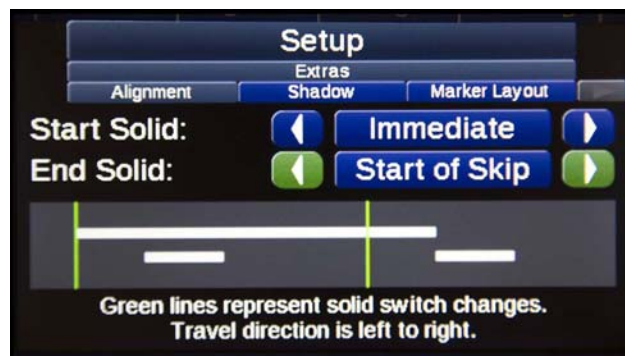 Setup
Extras
Alignment Shadow Marker Layout
Start Solid: Immediate
End Solid: Start of Skip
Green lines represent solid switch changes.
Travel direction is left to right.